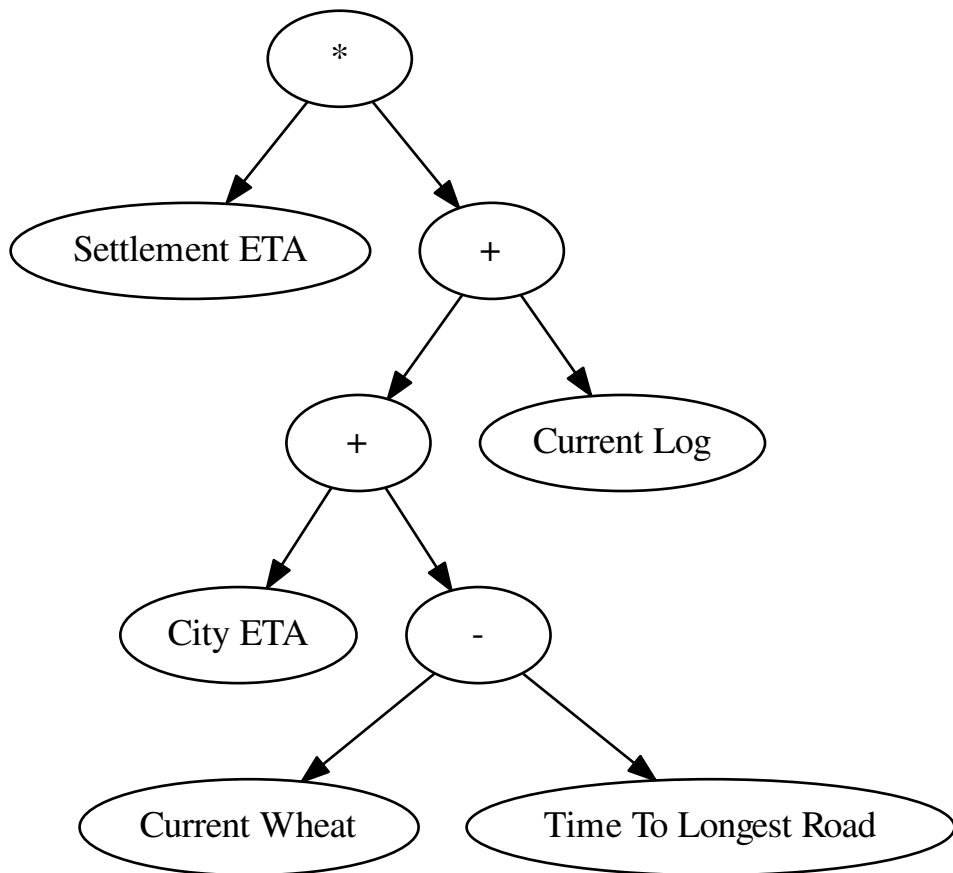 *
Settlement ETA
+
+
Current Log
City ETA
-
Current Wheat
Time To Longest Road